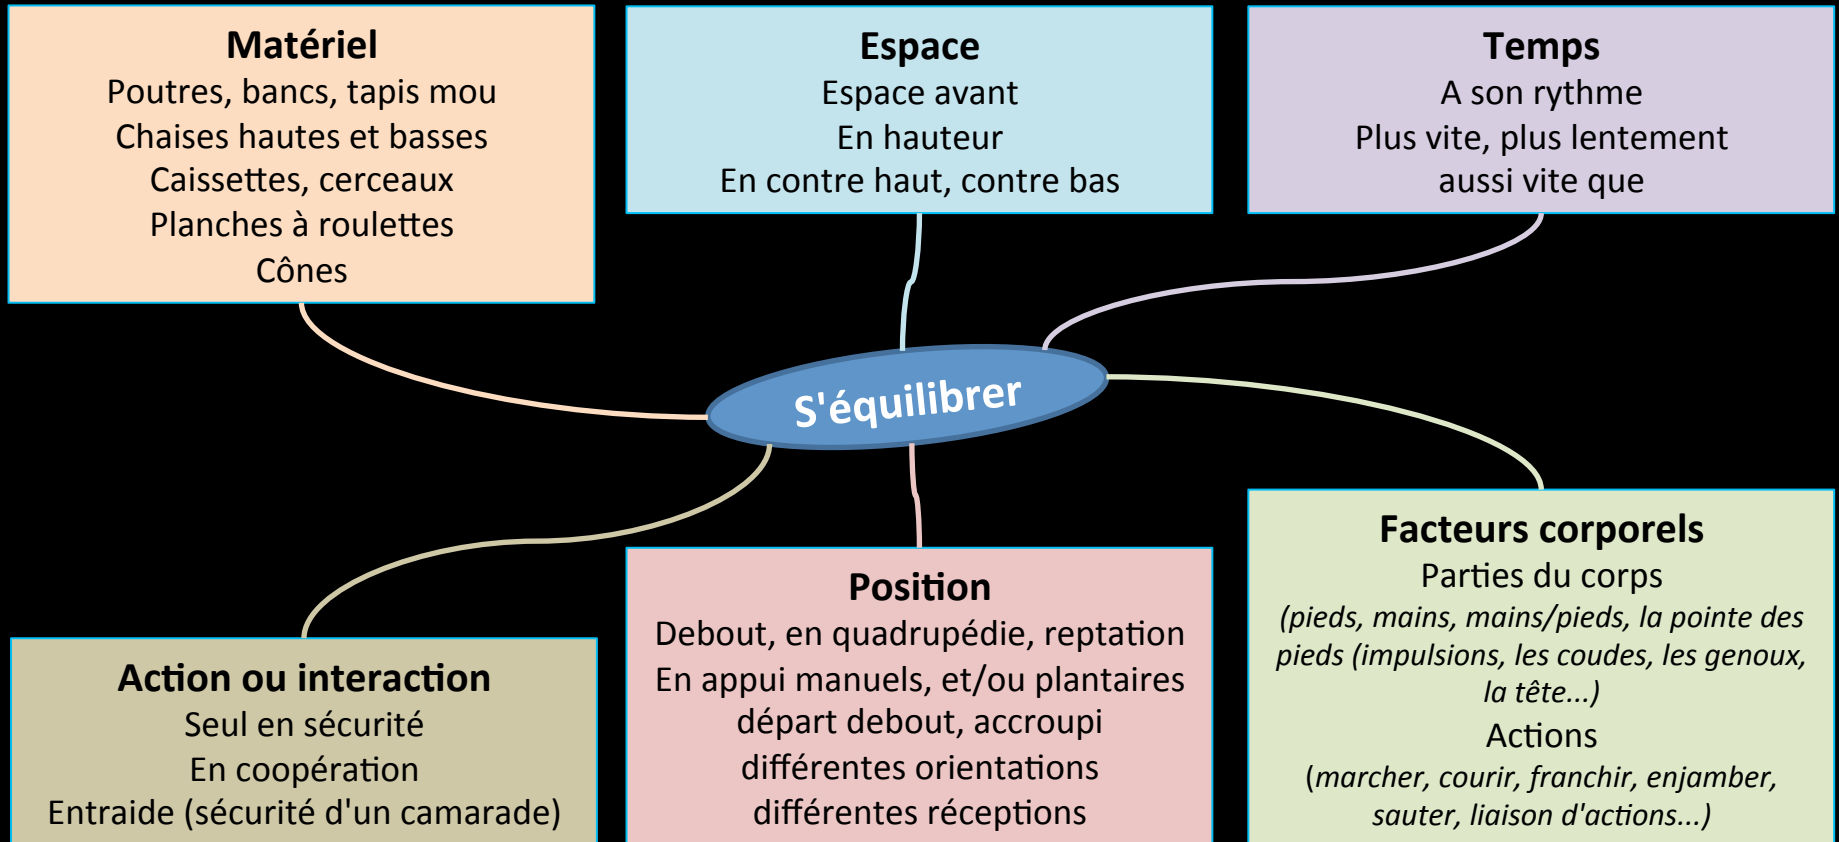 Matériel
Poutres, bancs, tapis mou
Chaises hautes et basses
Caissettes, cerceaux
Planches à roulettes
Cônes
Espace
Espace avant
En hauteur
En contre haut, contre bas
Temps
A son rythme
Plus vite, plus lentement
aussi vite que
S'équilibrer
Action ou interaction
Seul en sécurité
En coopération
Entraide (sécurité d'un camarade)
Position
Debout, en quadrupédie, reptation
En appui manuels, et/ou plantaires
départ debout, accroupi
différentes orientations
différentes réceptions
Facteurs corporels
Parties du corps
(pieds, mains, mains/pieds, la pointe des
pieds (impulsions, les coudes, les genoux,
la tête...)
Actions
(marcher, courir, franchir, enjamber,
sauter, liaison d'actions...)